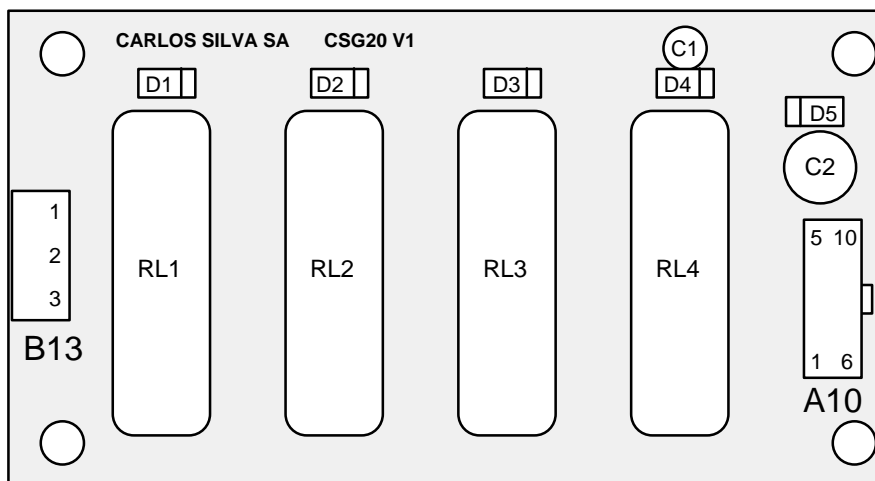 CARLOS SILVA SA CSG20 V1
C1
D1 D2 D3 D4
D5
C2
1
2
3
B13
RL1 RL2 RL3 RL4
5 10
1 6
A10